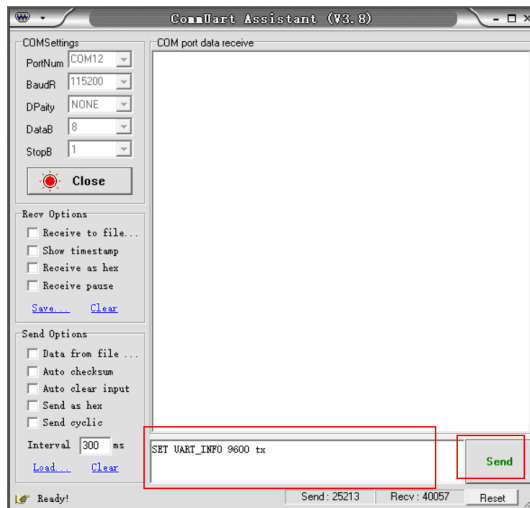 CommUart Assistant (V3.8)
COMSettings
PortNum COM12
BaudR 115200
DPaity NONE
DataB 8
StopB 1
Close
Recv Options
Receive to file...
Show timestamp
Receive as hex
Receive pause
Save... Clear
Send Options
Data from file ...
Auto checksum
Auto clear input
Send as hex
Send cyclic
Interval 300 ms
Load... Clear
COM port data receive
SET UART_INFO 9600 tx
Send
Ready!
Send : 25213
Recv : 40057
Reset